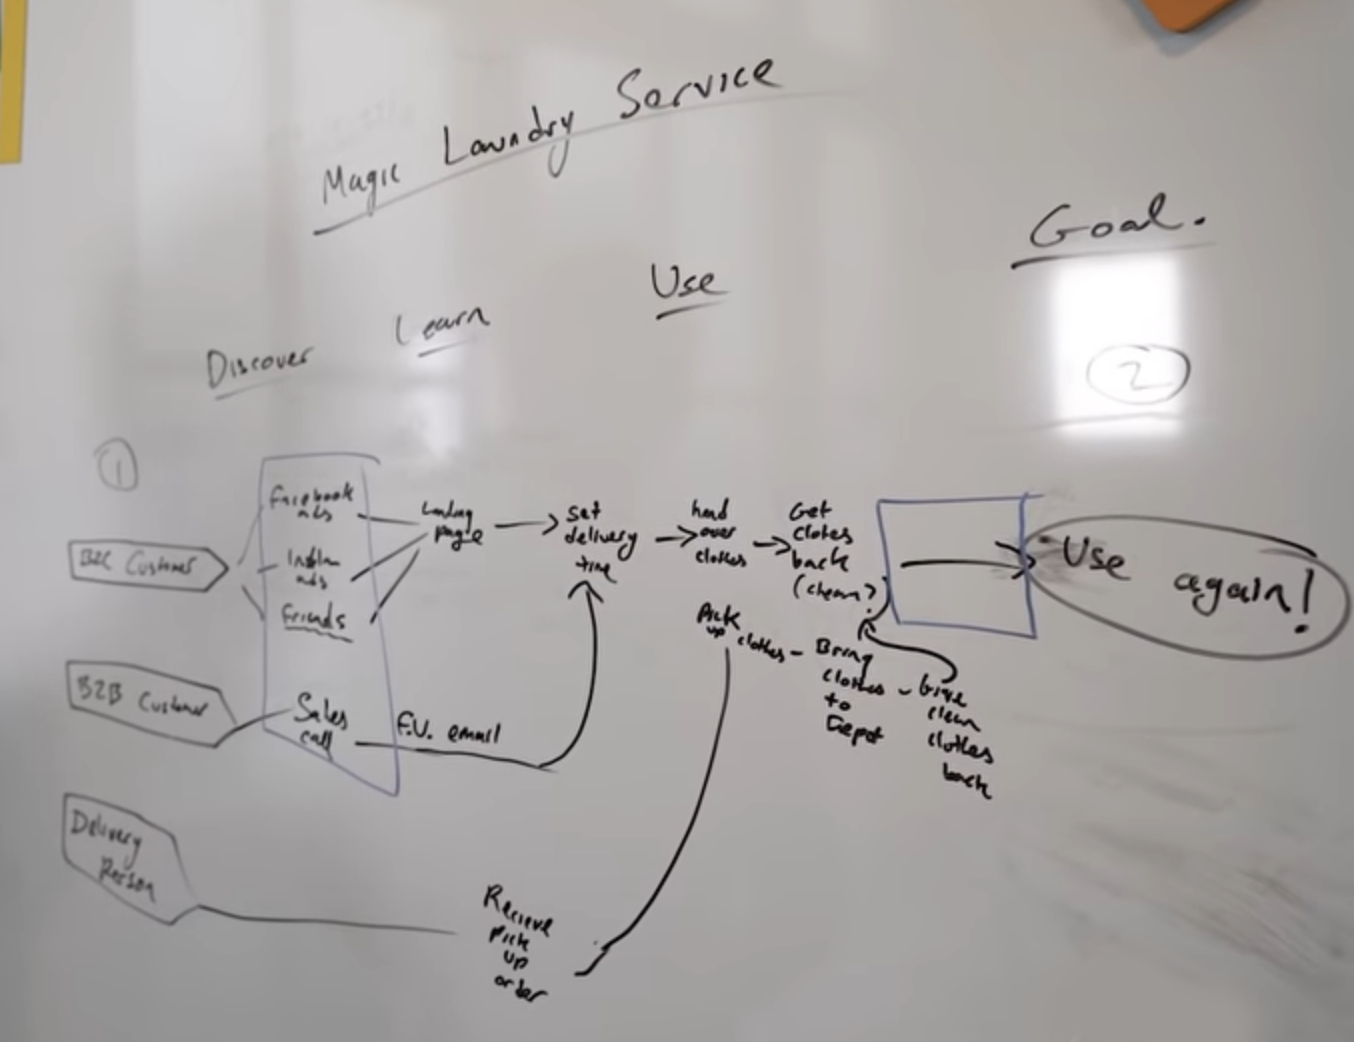 Magic Laundry Service
Goal.
Use
Learn
Discover
2
1
Facebook
ads
Landing
page
Set
delivery
time
hand
over
clothes
Get
clotes
back
(clean?)
Use again!
B2C Customer
Instam
ads
Friends
Pick
up clothes -
Bring
clothes -
to
Depot
Give
clean
clothes
back
B2B Customer
Sales
call
F.U. email
Delivery
Person
Recieve
Pick
up
order